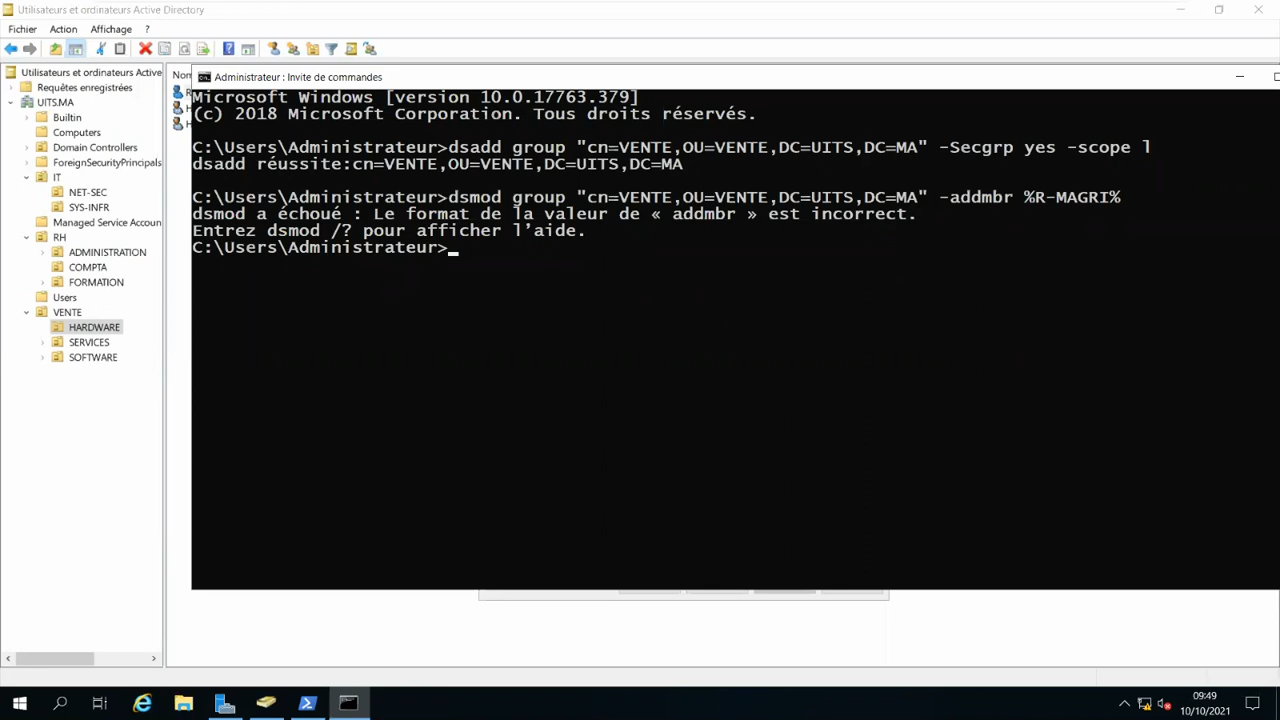 Utilisateurs et ordinateurs Active Directory
Fichier Action Affichage ?
Utilisateurs et ordinateurs Active
Requêtes enregistrées
UITS.MA
Builtin
Computers
Domain Controllers
ForeignSecurityPrincipals
IT
NET-SEC
SYS-INFR
Managed Service Accoun
RH
ADMINISTRATION
COMPTA
FORMATION
Users
VENTE
HARDWARE
SERVICES
SOFTWARE
Nom
R
H
H
Administrateur : Invite de commandes
Microsoft Windows [version 10.0.17763.379]
(c) 2018 Microsoft Corporation. Tous droits réservés.
C:\Users\Administrateur>dsadd group "cn=VENTE,OU=VENTE,DC=UITS,DC=MA" -Secgrp yes -scope l
dsadd réussite:cn=VENTE,OU=VENTE,DC=UITS,DC=MA
C:\Users\Administrateur>dsmod group "cn=VENTE,OU=VENTE,DC=UITS,DC=MA" -addmbr %R-MAGRI%
dsmod a échoué : Le format de la valeur de « addmbr » est incorrect.
Entrez dsmod /? pour afficher l'aide.
C:\Users\Administrateur>
09:49
10/10/2021